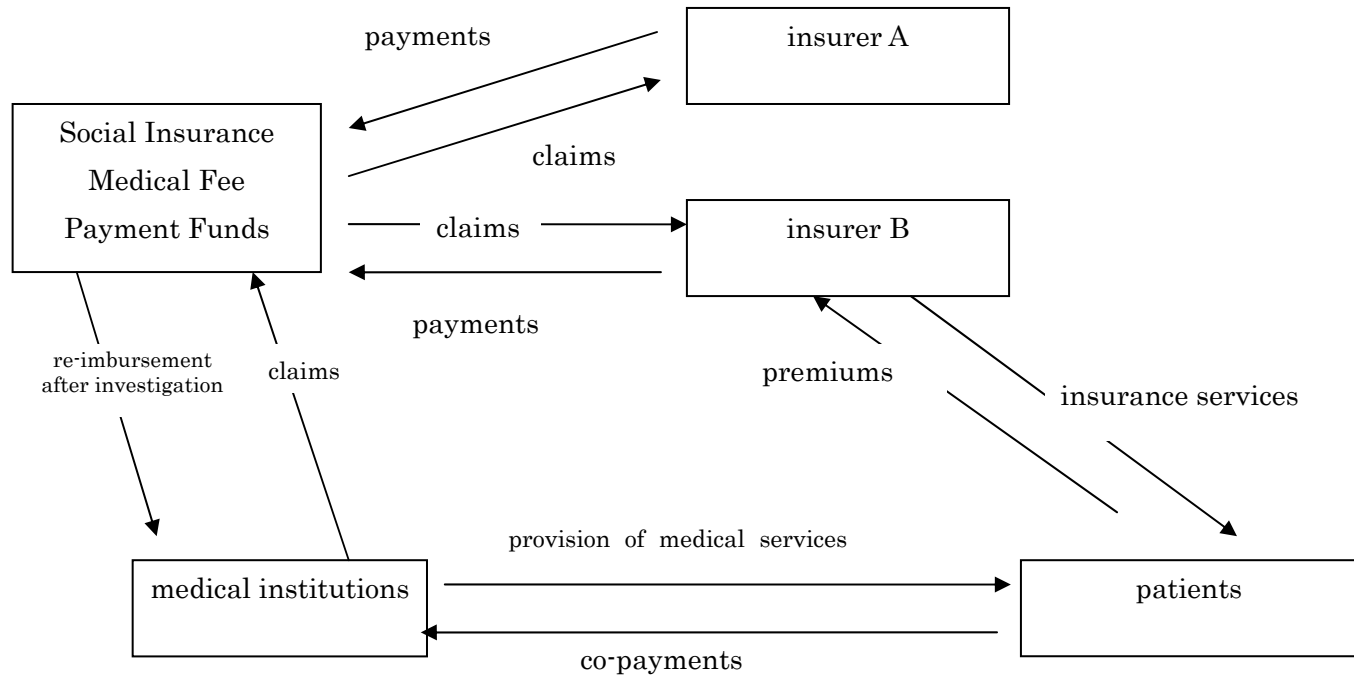 payments
insurer A
Social Insurance
Medical Fee
Payment Funds
claims
claims
insurer B
payments
re-imbursement
after investigation
claims
premiums
insurance services
provision of medical services
medical institutions
patients
co-payments